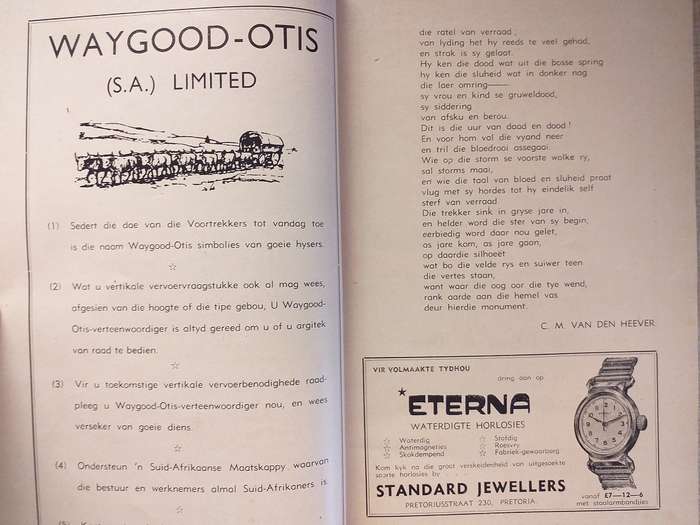 WAYGOOD-OTIS
(S.A.) LIMITED
(1) Sedert die dae van die Voortrekkers tot vandag toe
is die naam Waygood-Otis simbolies van goeie hysers.
☆
(2) Wat u vertikale vervoervraagstukke ook al mag wees,
afgesien van die hoogte of die tipe gebou, U Waygood-
Otis-verteenwoordiger is altyd gereed om u of u argitek
van raad te bedien.
☆
(3) Vir u toekomstige vertikale vervoerbenodighede raad-
pleeg u Waygood-Otis-verteenwoordiger nou, en wees
verseker van goeie diens.
☆
(4) Ondersteun 'n Suid-Afrikaanse Maatskappy waarvan
die bestuur en werknemers almal Suid-Afrikaners is.
☆
die ratel van verraad,
van lyding het hy reeds te veel gehad,
en strak is sy gelaat.
Hy ken die dood wat uit die bosse spring
hy ken die sluheid wat in donker nag
die laer omring—
sy vrou en kind se gruweldood,
sy siddering
van afsku en berou.
Dit is die uur van daad en dood!
En voor hom val die vyand neer
en tril die bloedrooi assegaai.
Wie op die storm se voorste wolke ry,
sal storms maai,
en wie die taal van bloed en sluheid praat
vlug met sy hordes tot hy eindelik self
sterf van verraad.
Die trekker sink in gryse jare in,
en helder word die ster van sy begin,
eerbiedig word daar nou gelet,
as jare kom, as jare gaan,
op daardie silhoeët
wat bo die velde rys en suiwer teen
die vertes staan,
want waar die oog oor die tye wend,
rank aarde aan die hemel vas
deur hierdie monument.
C. M. VAN DEN HEEVER
VIR VOLMAAKTE TYDHOU
dring aan op
*ETERNA
WATERDIGTE HORLOSIES
☆ Waterdig ☆ Stofdig
☆ Antimagneties ☆ Roesvry
☆ Skokdempend ☆ Fabriek-gewaarborg
Kom kyk na die groot verskeidenheid van uitgesoekte
sporte horlosies by
STANDARD JEWELLERS
PRETORIUSSTRAAT 230, PRETORIA
vanaf £7—12—6
met staalarmbandjies